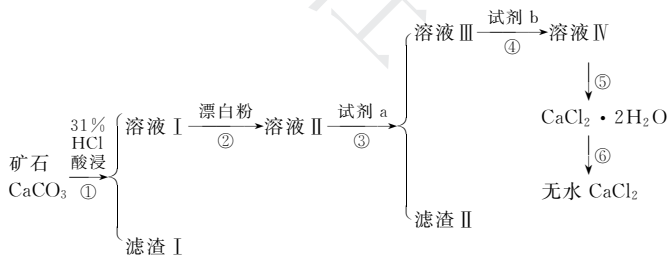 溶液Ⅲ 试剂 b ④ 溶液Ⅳ
⑤
31% HCl 酸浸 ①
溶液Ⅰ 漂白粉 ② 溶液Ⅱ 试剂 a ③
CaCl₂・2H₂O
矿石
CaCO₃
⑥
无水 CaCl₂
滤渣Ⅱ
滤渣Ⅰ